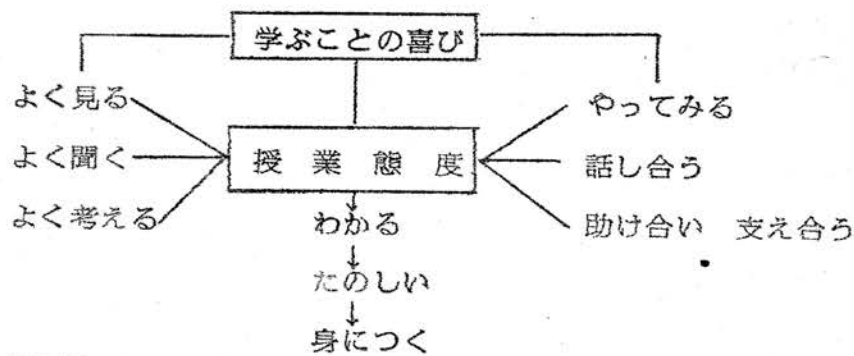 学ぶことの喜び
よく見る
やってみる
よく聞く
授業態度
話し合う
よく考える
わかる
助け合い 支え合う
たのしい
身につく